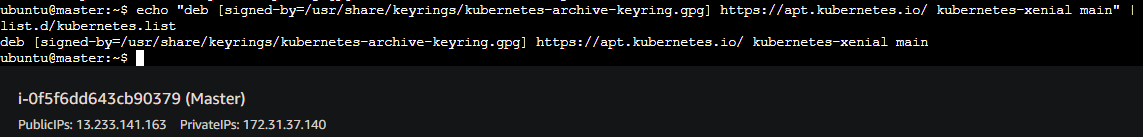 ubuntu@master:~$ echo "deb [signed-by=/usr/share/keyrings/kubernetes-archive-keyring.gpg] https://apt.kubernetes.io/ kubernetes-xenial main" |
list.d/kubernetes.list
deb [signed-by=/usr/share/keyrings/kubernetes-archive-keyring.gpg] https://apt.kubernetes.io/ kubernetes-xenial main
ubuntu@master:~$
i-0f5f6dd643cb90379 (Master)
PublicIPs: 13.233.141.163 PrivateIPs: 172.31.37.140